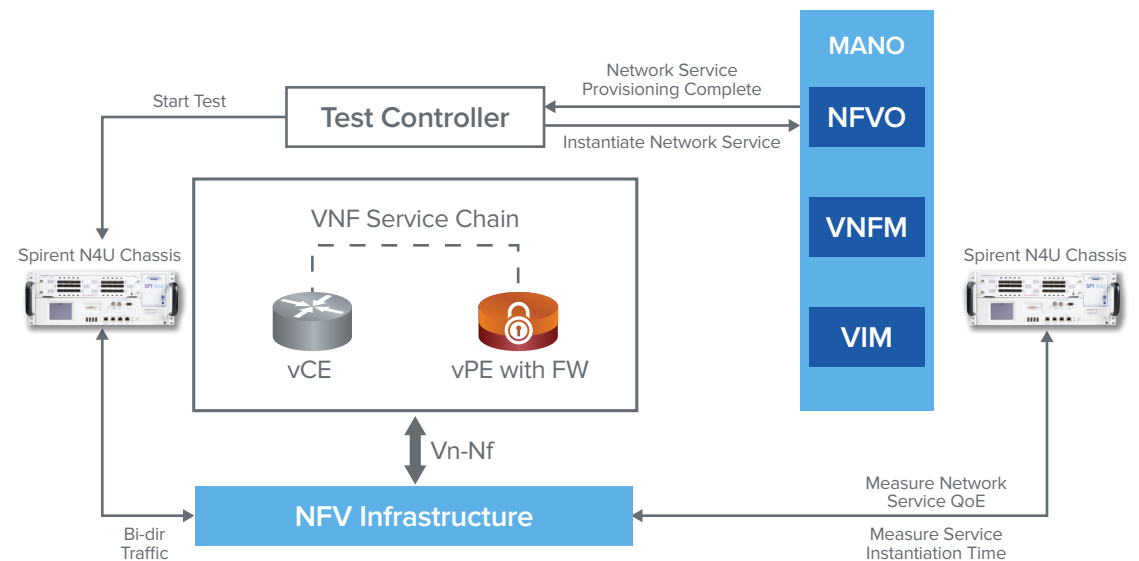 MANO
Network Service
Provisioning Complete
Start Test
Test Controller
NFVO
Instantiate Network Service
VNF Service Chain
VNFM
Spirent N4U Chassis
Spirent N4U Chassis
SPT
SPT
VIM
vCE
vPE with FW
Vn-Nf
Measure Network
Service QoE
NFV Infrastructure
Bi-dir
Traffic
Measure Service
Instantiation Time